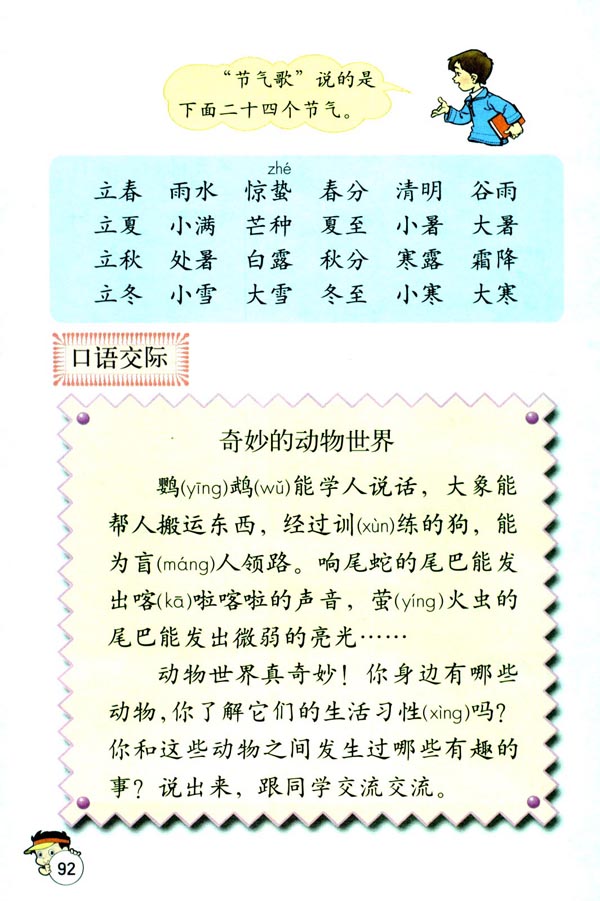 “节气歌”说的是
下面二十四个节气。
zhé
立春 雨水 惊蛰 春分 清明 谷雨
立夏 小满 芒种 夏至 小暑 大暑
立秋 处暑 白露 秋分 寒露 霜降
立冬 小雪 大雪 冬至 小寒 大寒
口语交际
奇妙的动物世界
鹦(yīng)鹉(wǔ)能学人说话，大象能
帮人搬运东西，经过训(xùn)练的狗，能
为盲(máng)人领路。响尾蛇的尾巴能发
出喀(kā)啦喀啦的声音，萤(yíng)火虫的
尾巴能发出微弱的亮光……
动物世界真奇妙！你身边有哪些
动物，你了解它们的生活习性(xìng)吗？
你和这些动物之间发生过哪些有趣的
事？说出来，跟同学交流交流。
92